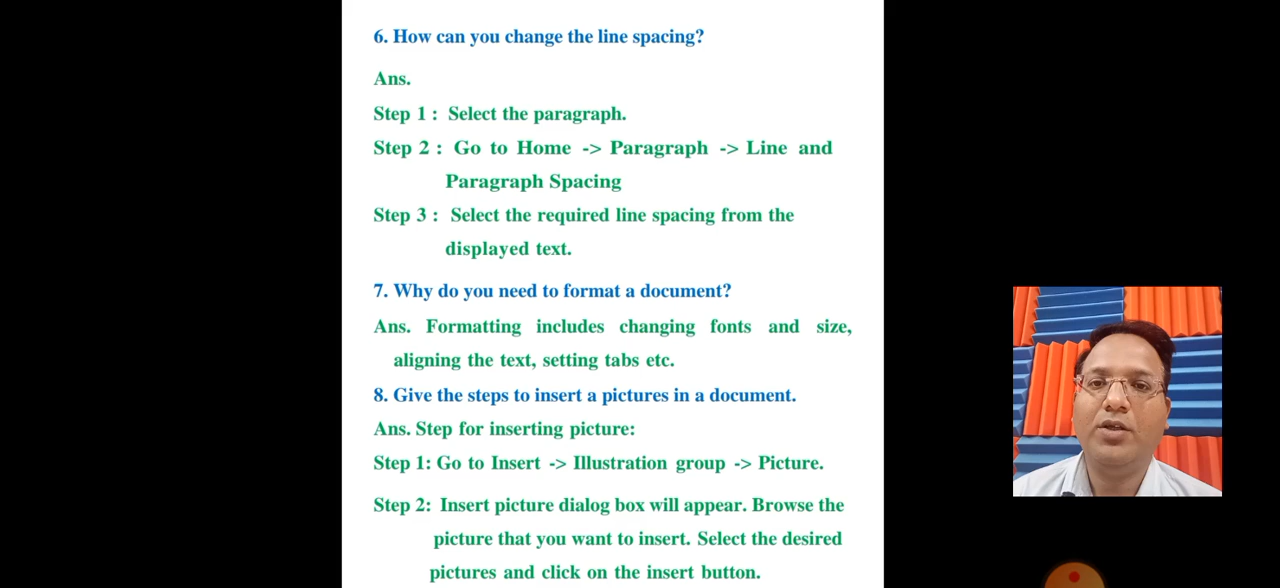 6. How can you change the line spacing?
Ans.
Step 1 : Select the paragraph.
Step 2 : Go to Home -> Paragraph -> Line and
Paragraph Spacing
Step 3 : Select the required line spacing from the
displayed text.
7. Why do you need to format a document?
Ans. Formatting includes changing fonts and size,
aligning the text, setting tabs etc.
8. Give the steps to insert a pictures in a document.
Ans. Step for inserting picture:
Step 1: Go to Insert -> Illustration group -> Picture.
Step 2: Insert picture dialog box will appear. Browse the
picture that you want to insert. Select the desired
pictures and click on the insert button.